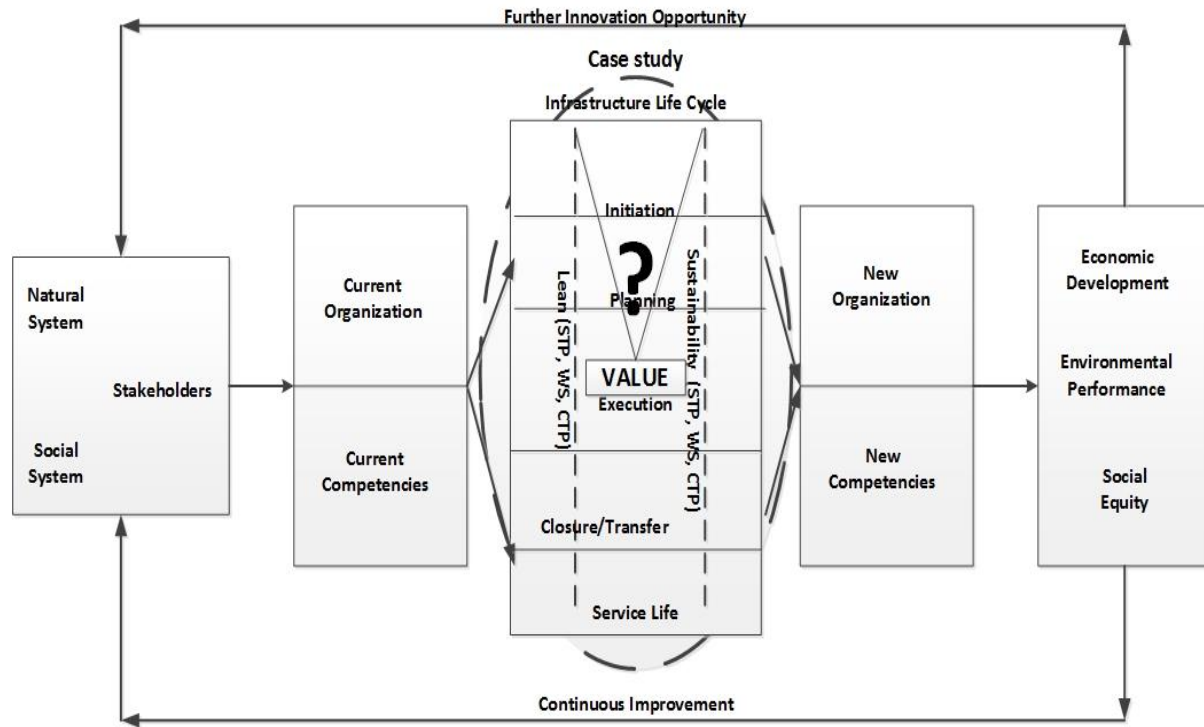 Further Innovation Opportunity
Case study
Infrastructure Life Cycle
Natural
System
Stakeholders
Social
System
Current
Organization
Current
Competencies
Initiation
?
Planning
VALUE
Execution
Closure/Transfer
Service Life
Lean (STP, WS, CTP)
Sustainability (STP, WS, CTP)
New
Organization
New
Competencies
Economic
Development
Environmental
Performance
Social
Equity
Continuous Improvement